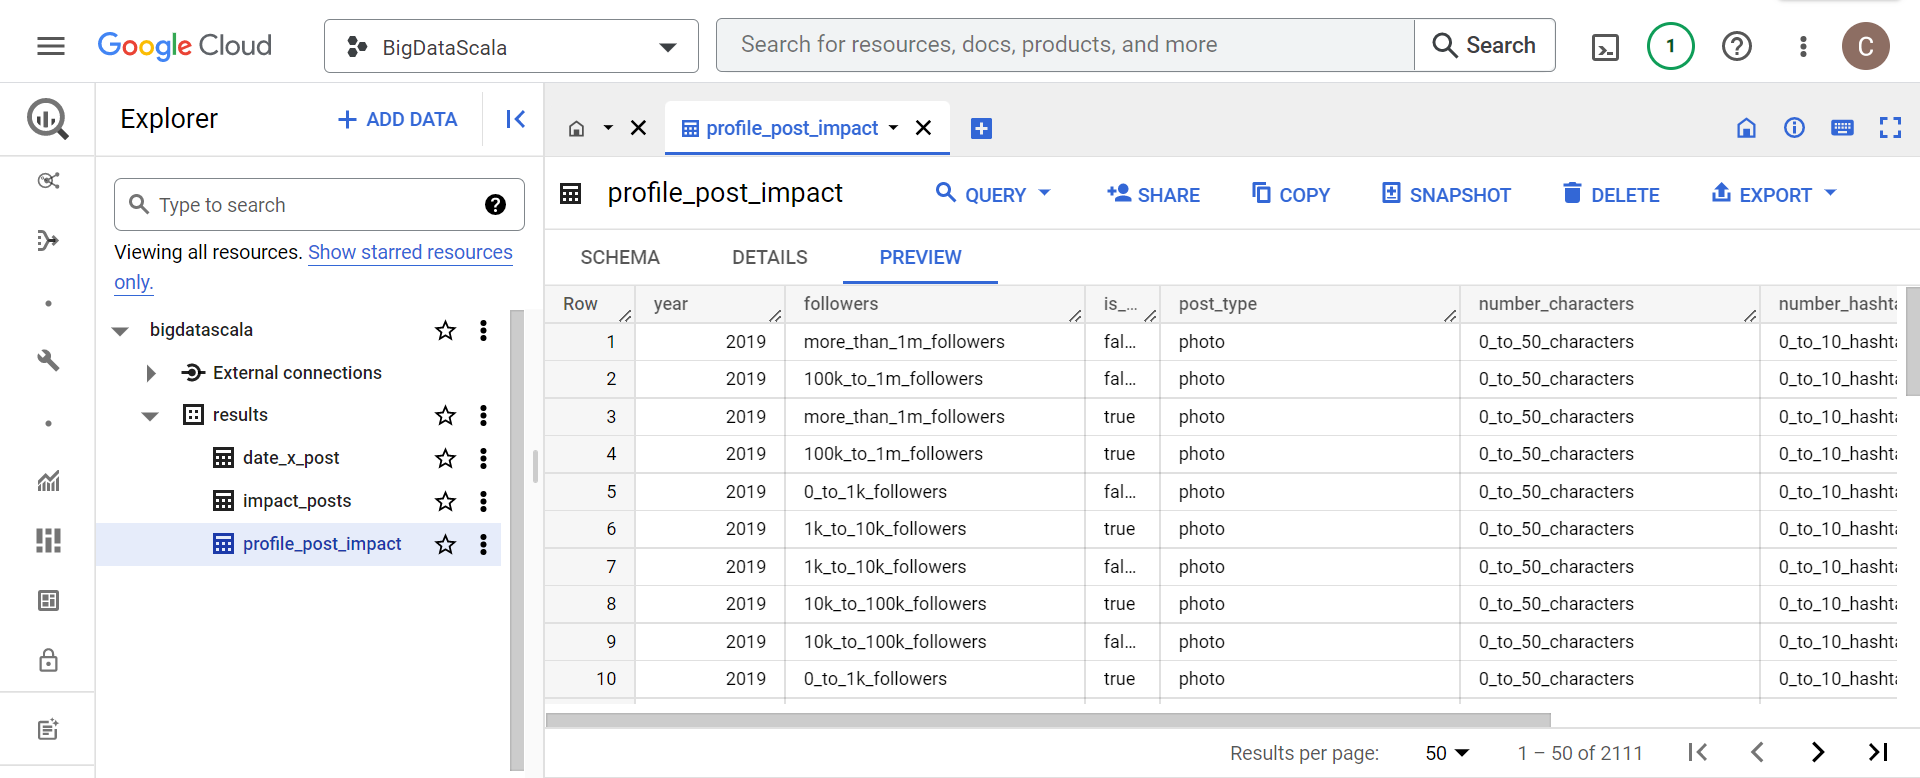 Google Cloud
BigDataScala
Search for resources, docs, products, and more
Search
1
C
Explorer
ADD DATA
profile_post_impact
Type to search
Viewing all resources. Show starred resources
only.
bigdatascala
External connections
results
date_x_post
impact_posts
profile_post_impact
profile_post_impact
QUERY
SHARE
COPY
SNAPSHOT
DELETE
EXPORT
SCHEMA
DETAILS
PREVIEW
Row year followers is_... post_type number_characters number_hashta
1 2019 more_than_1m_followers fal... photo 0_to_50_characters 0_to_10_hashta
2 2019 100k_to_1m_followers fal... photo 0_to_50_characters 0_to_10_hashta
3 2019 more_than_1m_followers true photo 0_to_50_characters 0_to_10_hashta
4 2019 100k_to_1m_followers true photo 0_to_50_characters 0_to_10_hashta
5 2019 0_to_1k_followers fal... photo 0_to_50_characters 0_to_10_hashta
6 2019 1k_to_10k_followers true photo 0_to_50_characters 0_to_10_hashta
7 2019 1k_to_10k_followers fal... photo 0_to_50_characters 0_to_10_hashta
8 2019 10k_to_100k_followers true photo 0_to_50_characters 0_to_10_hashta
9 2019 10k_to_100k_followers fal... photo 0_to_50_characters 0_to_10_hashta
10 2019 0_to_1k_followers true photo 0_to_50_characters 0_to_10_hashta
Results per page: 50 1 – 50 of 2111